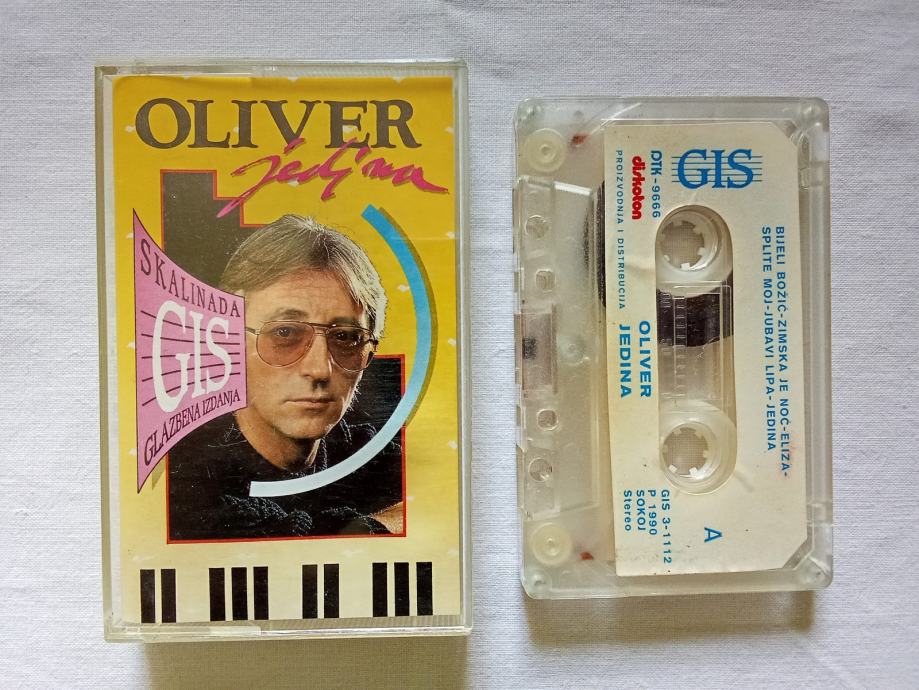 OLIVER
jedina
SKALINADA
GIS
GLAZBENA IZDANJA
GIS
DTK-9666
diskoton
PROIZVODNJA I DISTRIBUCIJA
BIJELI BOŽIĆ-ZIMSKA JE NOĆ-ELIZA-
SPLITE MOJ-JUBAVI LIPA-JEDINA
OLIVER
JEDINA
A
GIS 3-1112
P 1990
SOKOJ
Stereo